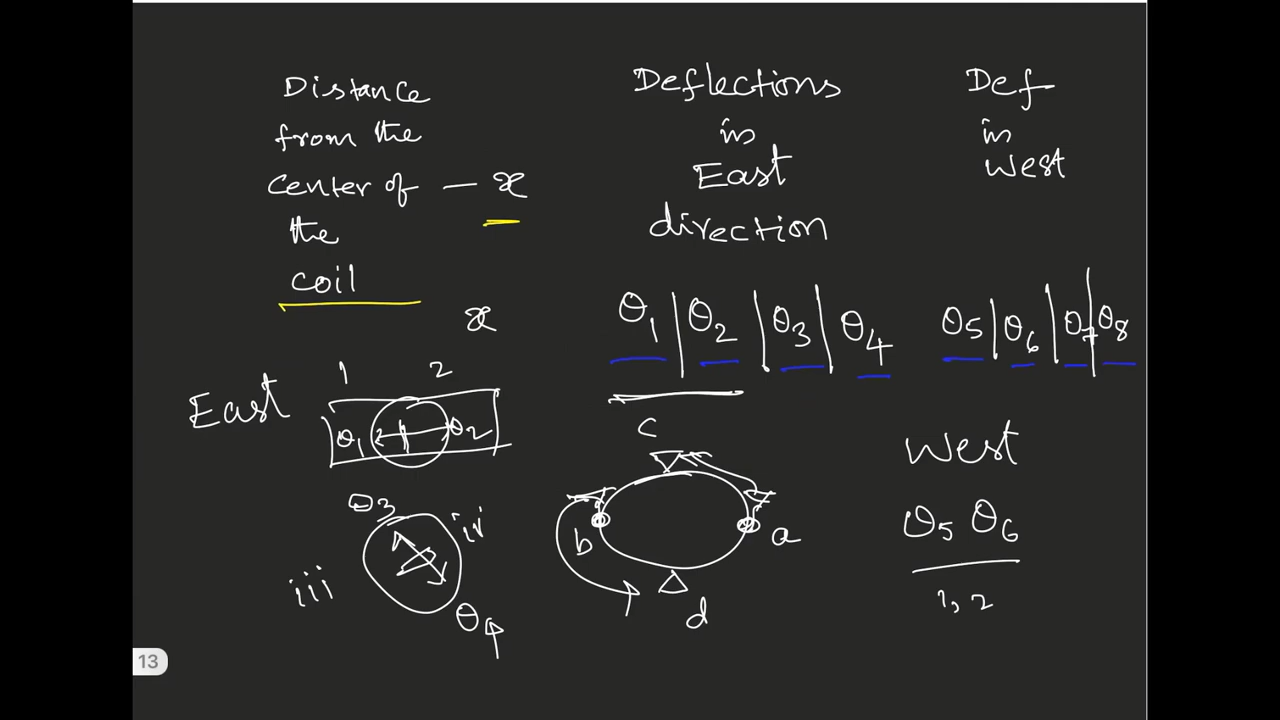 Distance
from the
center of — x
the
coil
Deflections
in
East
direction
Def
in
West
x
θ1 | θ2 | θ3 | θ4
θ5 | θ6 | θ7 | θ8
1 2
East
θ1 θ2
θ3
iv
iii
θ4
c
b
a
d
West
θ5 θ6
1, 2
13